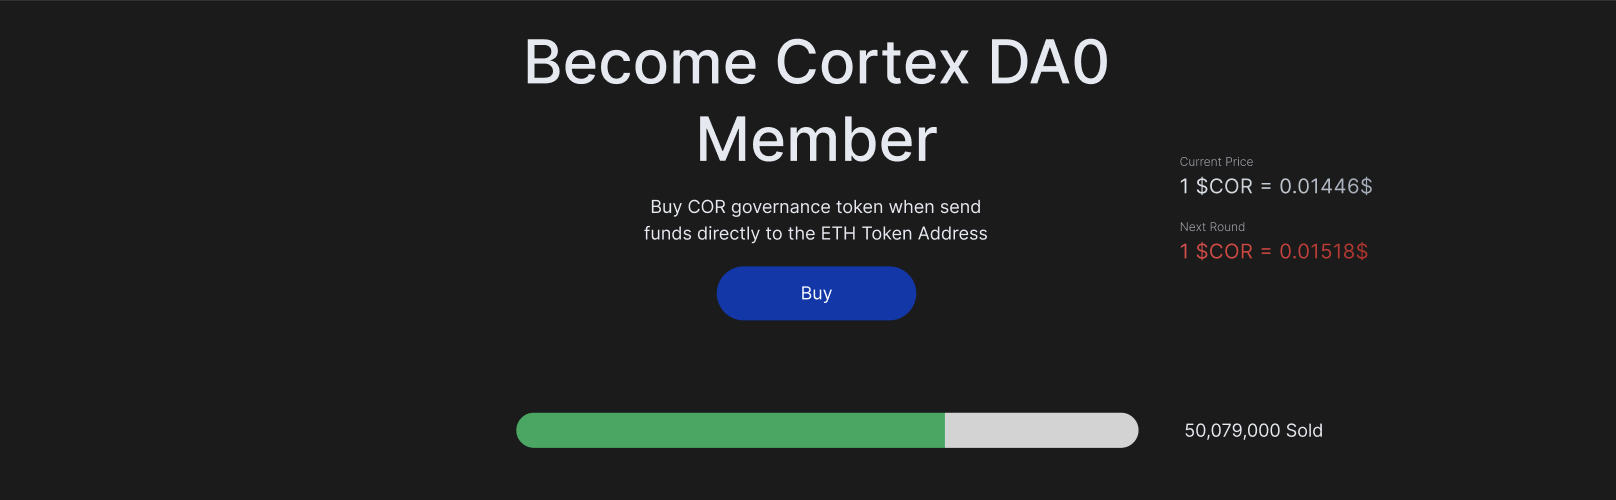 Become Cortex DA0
Member
Buy COR governance token when send
funds directly to the ETH Token Address
Buy
Current Price
1 $COR = 0.01446$
Next Round
1 $COR = 0.01518$
50,079,000 Sold